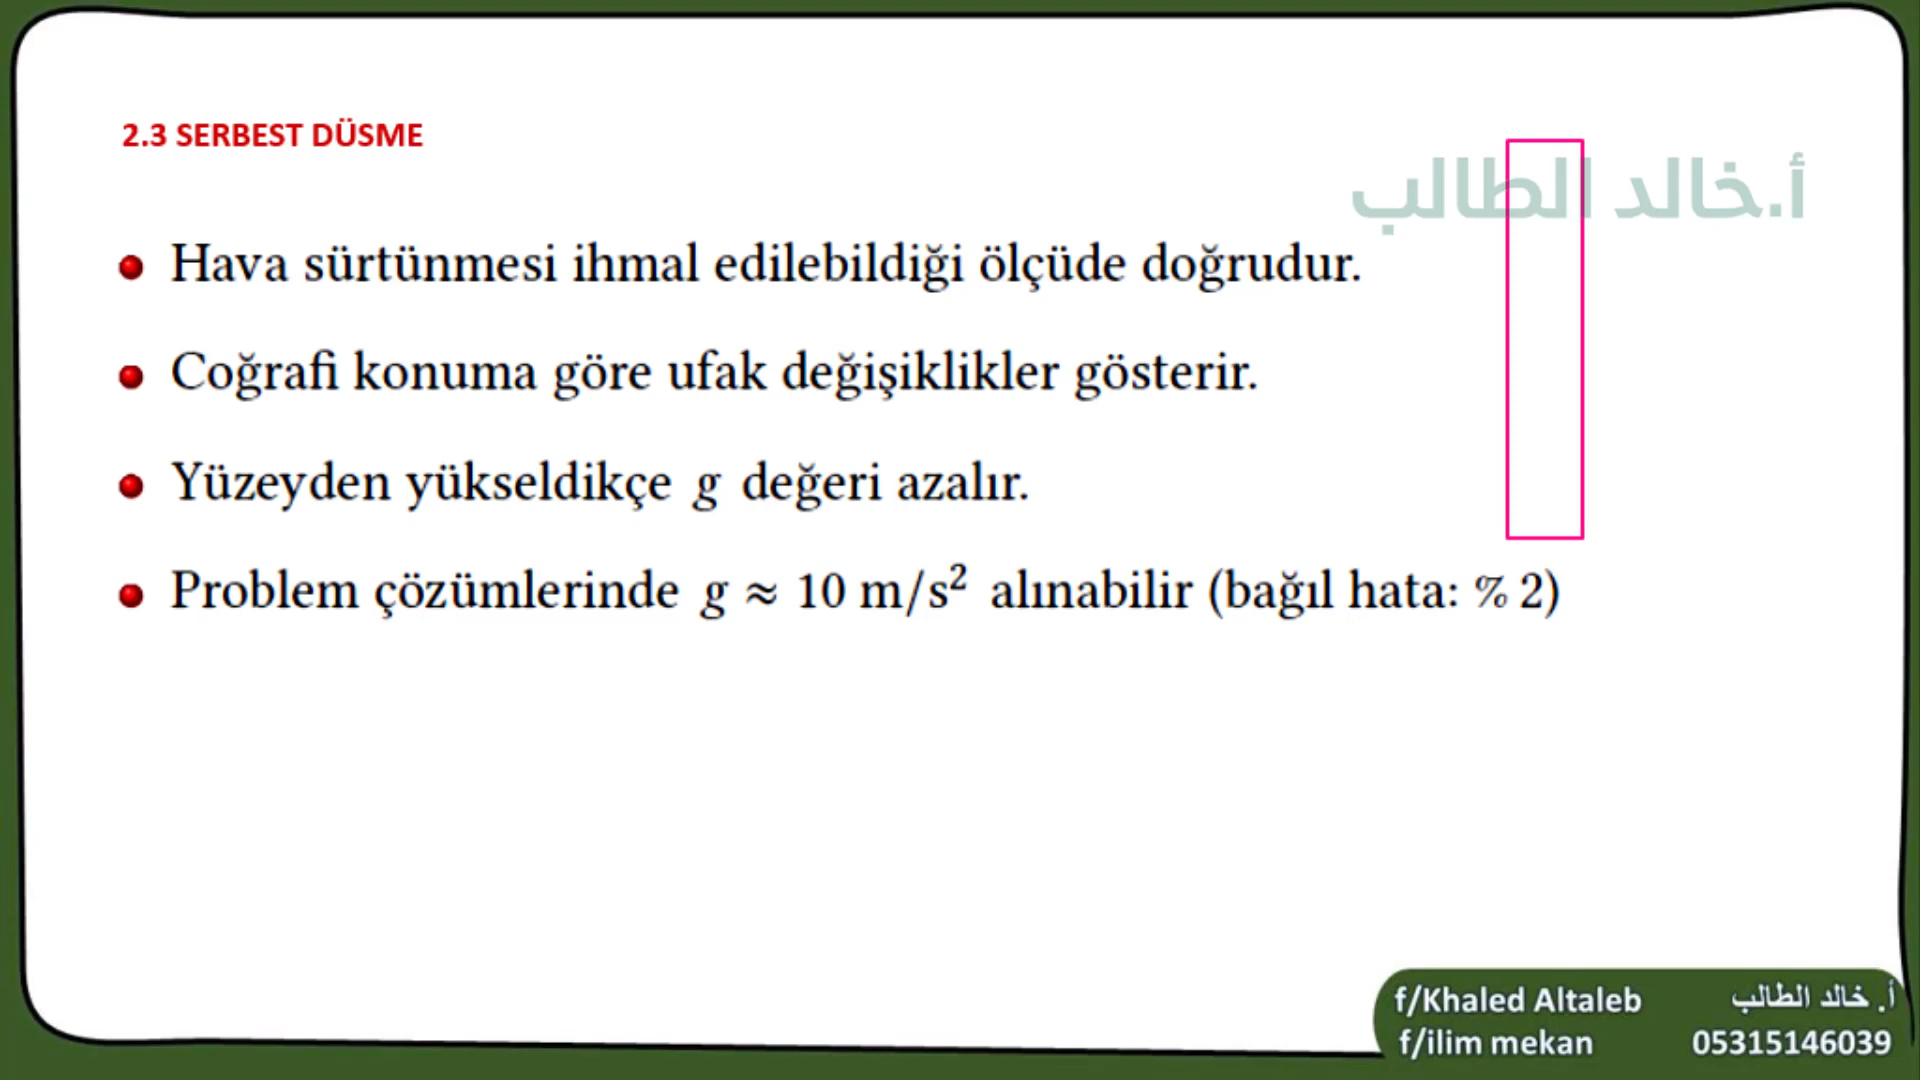 2.3 SERBEST DÜSME
أ.خالد الطالب
Hava sürtünmesi ihmal edilebildiği ölçüde doğrudur.
Coğrafi konuma göre ufak değişiklikler gösterir.
Yüzeyden yükseldikçe g değeri azalır.
Problem çözümlerinde g ≈ 10 m/s² alınabilir (bağıl hata: % 2)
f/Khaled Altaleb أ. خالد الطالب
f/ilim mekan 05315146039